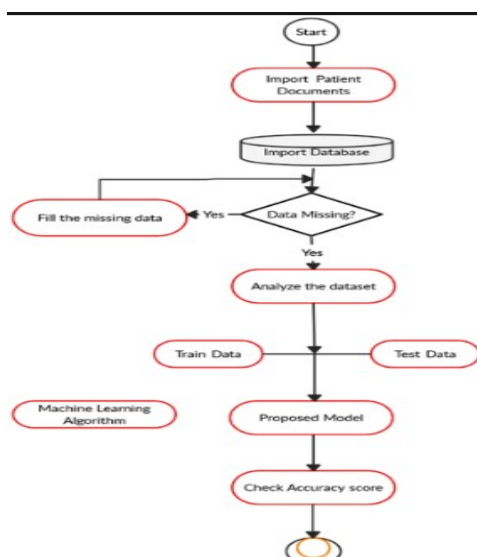 Start
Import Patient
Documents
Import Database
Fill the missing data
Yes
Data Missing?
Yes
Analyze the dataset
Train Data
Test Data
Machine Learning
Algorithm
Proposed Model
Check Accuracy score